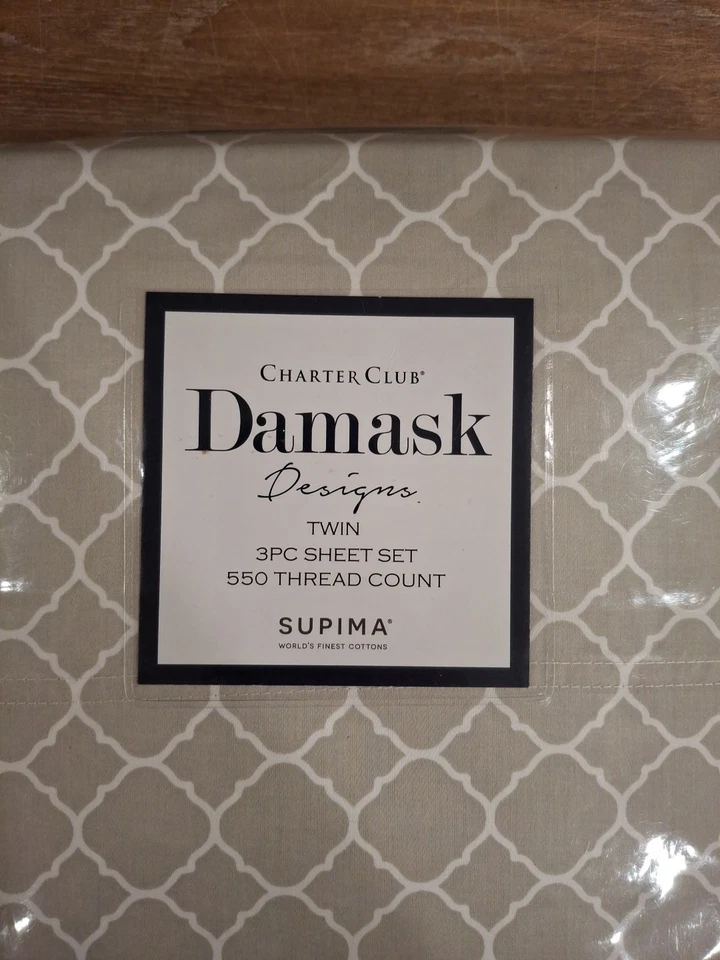 CHARTER CLUB®
Damask
Designs.
TWIN
3PC SHEET SET
550 THREAD COUNT
SUPIMA®
WORLD'S FINEST COTTONS